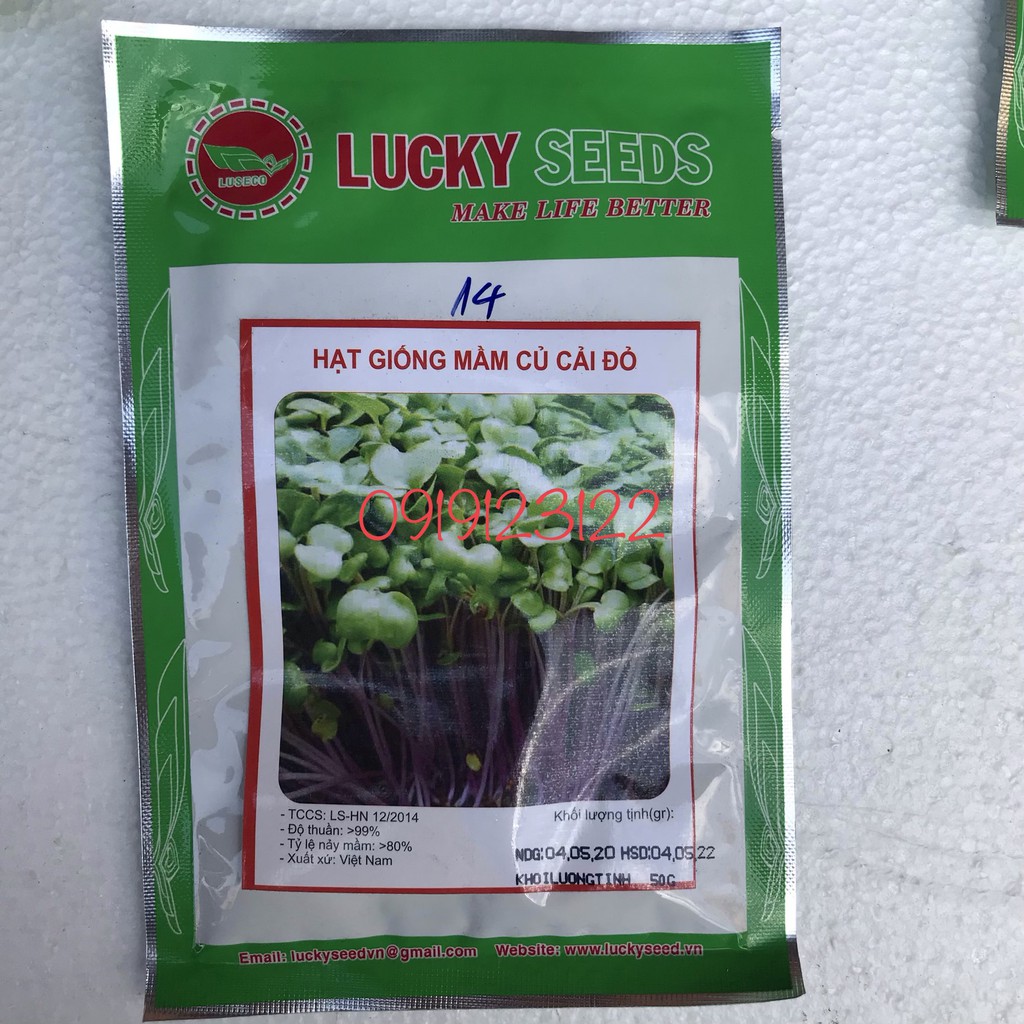 LUSECO
LUCKY SEEDS
MAKE LIFE BETTER
14
HẠT GIỐNG MẦM CỦ CẢI ĐỎ
0919123122
- TCCS: LS-HN 12/2014
- Độ thuần: >99%
- Tỷ lệ nảy mầm: >80%
- Xuất xứ: Việt Nam
Khối lượng tịnh(gr):
NDG:04,05,20 HSD:04,05,22
KHOILUONGTINH 50G
Email: luckyseedvn@gmail.com Website: www.luckyseed.vn